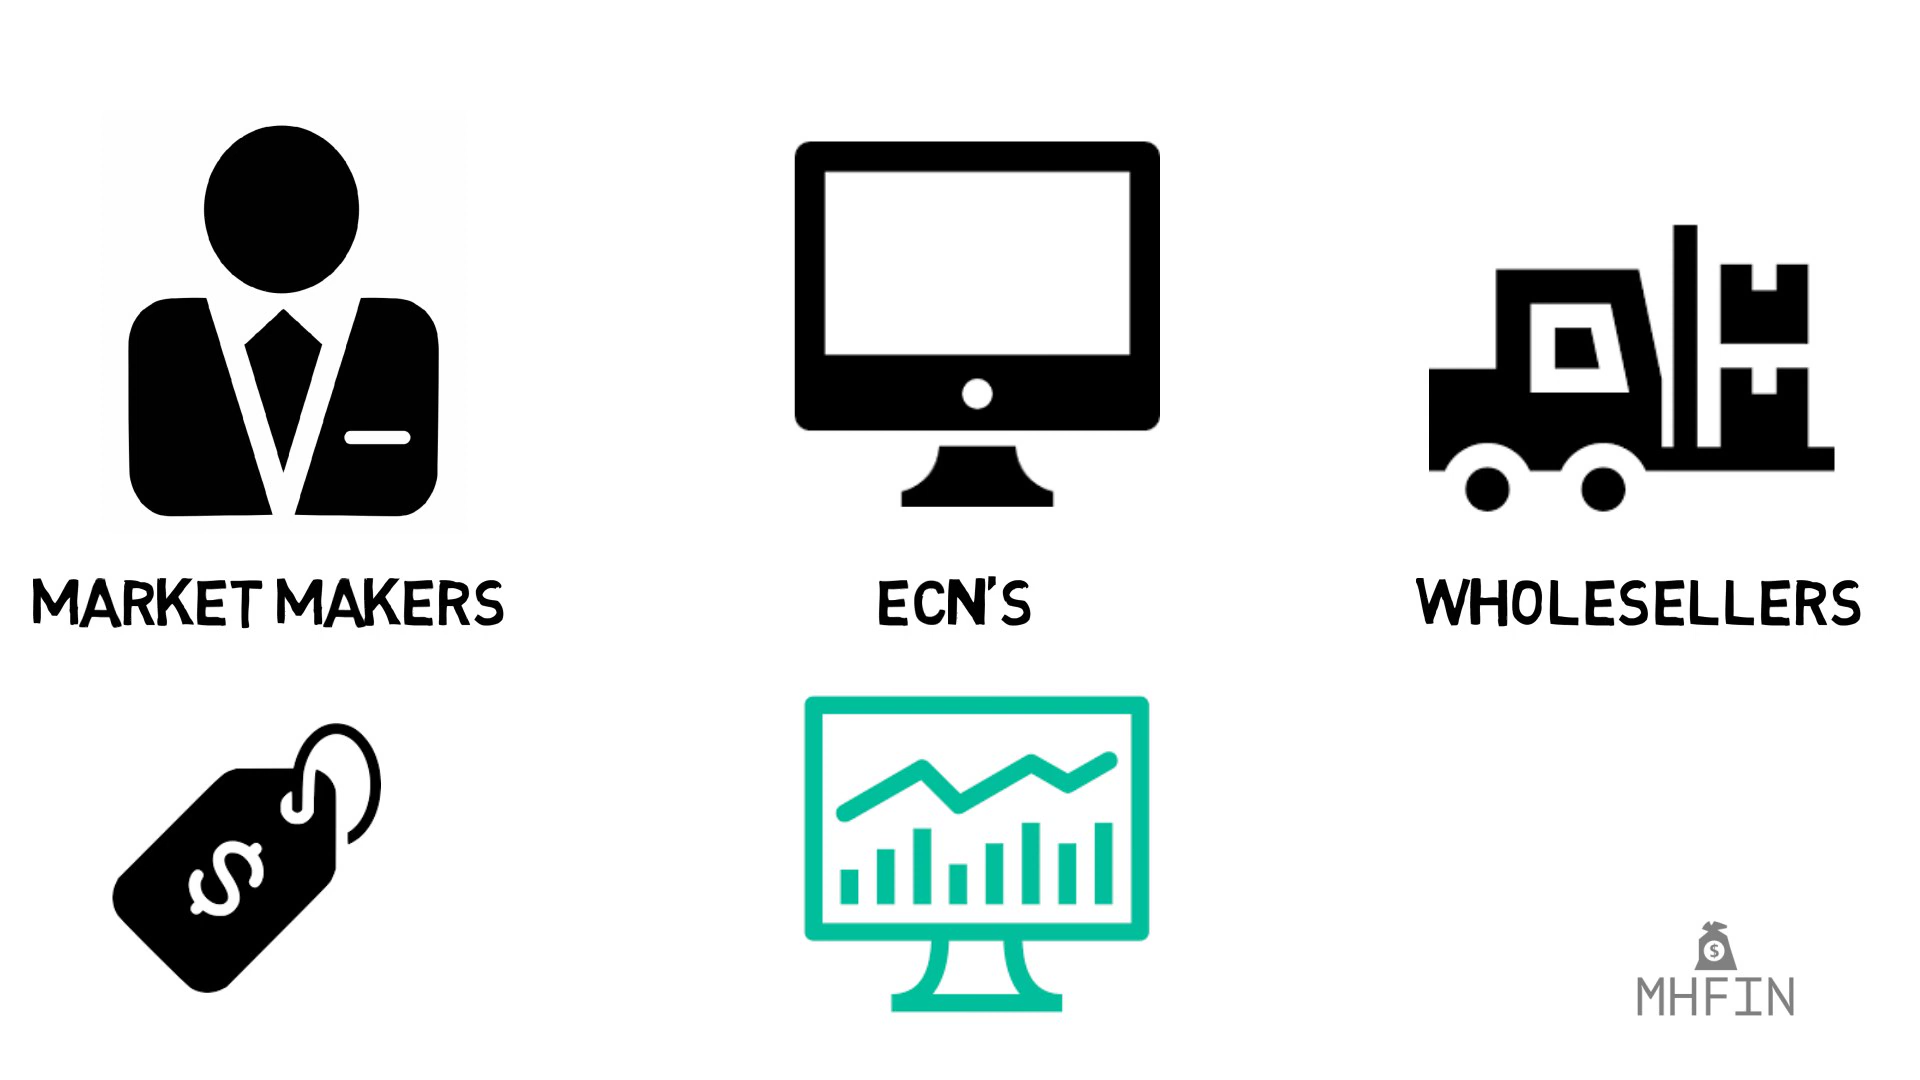 MARKET MAKERS
ECN'S
WHOLESELLERS
$
$
MHFIN